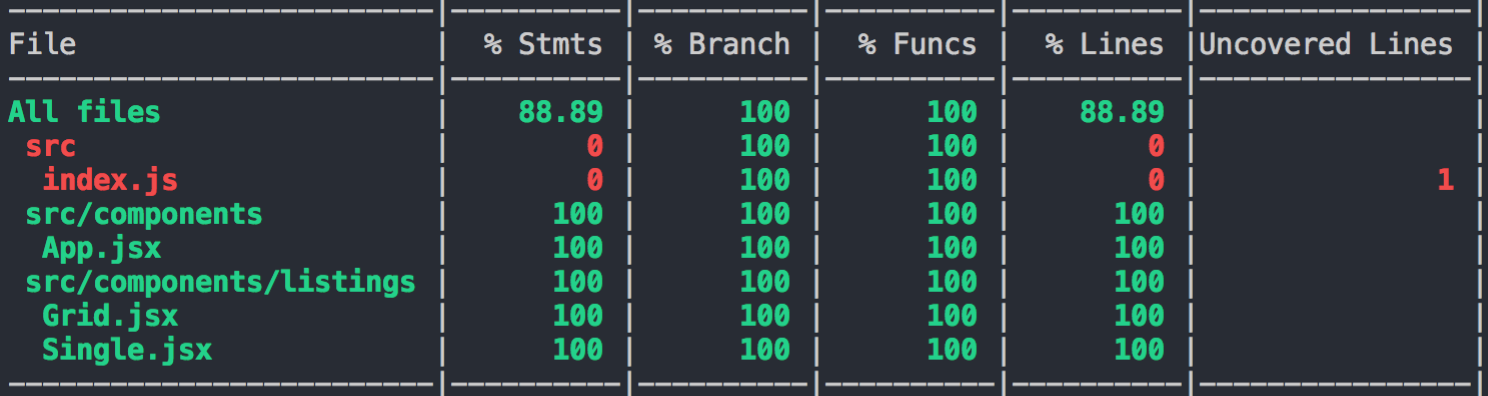 File | % Stmts | % Branch | % Funcs | % Lines |Uncovered Lines |
All files | 88.89 | 100 | 100 | 88.89 | |
src | 0 | 100 | 100 | 0 | |
index.js | 0 | 100 | 100 | 0 | 1 |
src/components | 100 | 100 | 100 | 100 | |
App.jsx | 100 | 100 | 100 | 100 | |
src/components/listings | 100 | 100 | 100 | 100 | |
Grid.jsx | 100 | 100 | 100 | 100 | |
Single.jsx | 100 | 100 | 100 | 100 | |